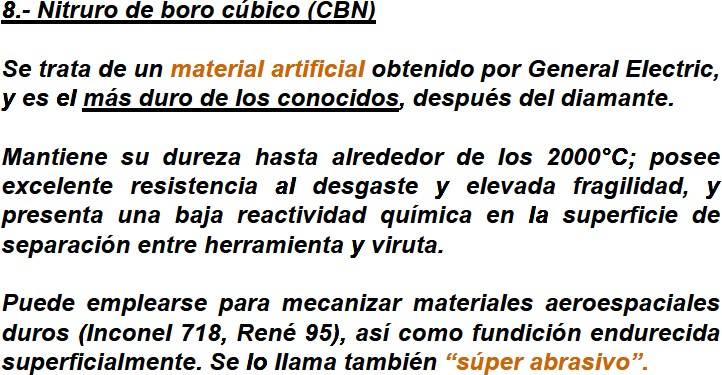 8.- Nitruro de boro cúbico (CBN)
Se trata de un material artificial obtenido por General Electric,
y es el más duro de los conocidos, después del diamante.
Mantiene su dureza hasta alrededor de los 2000°C; posee
excelente resistencia al desgaste y elevada fragilidad, y
presenta una baja reactividad química en la superficie de
separación entre herramienta y viruta.
Puede emplearse para mecanizar materiales aeroespaciales
duros (Inconel 718, René 95), así como fundición endurecida
superficialmente. Se lo llama también “súper abrasivo”.